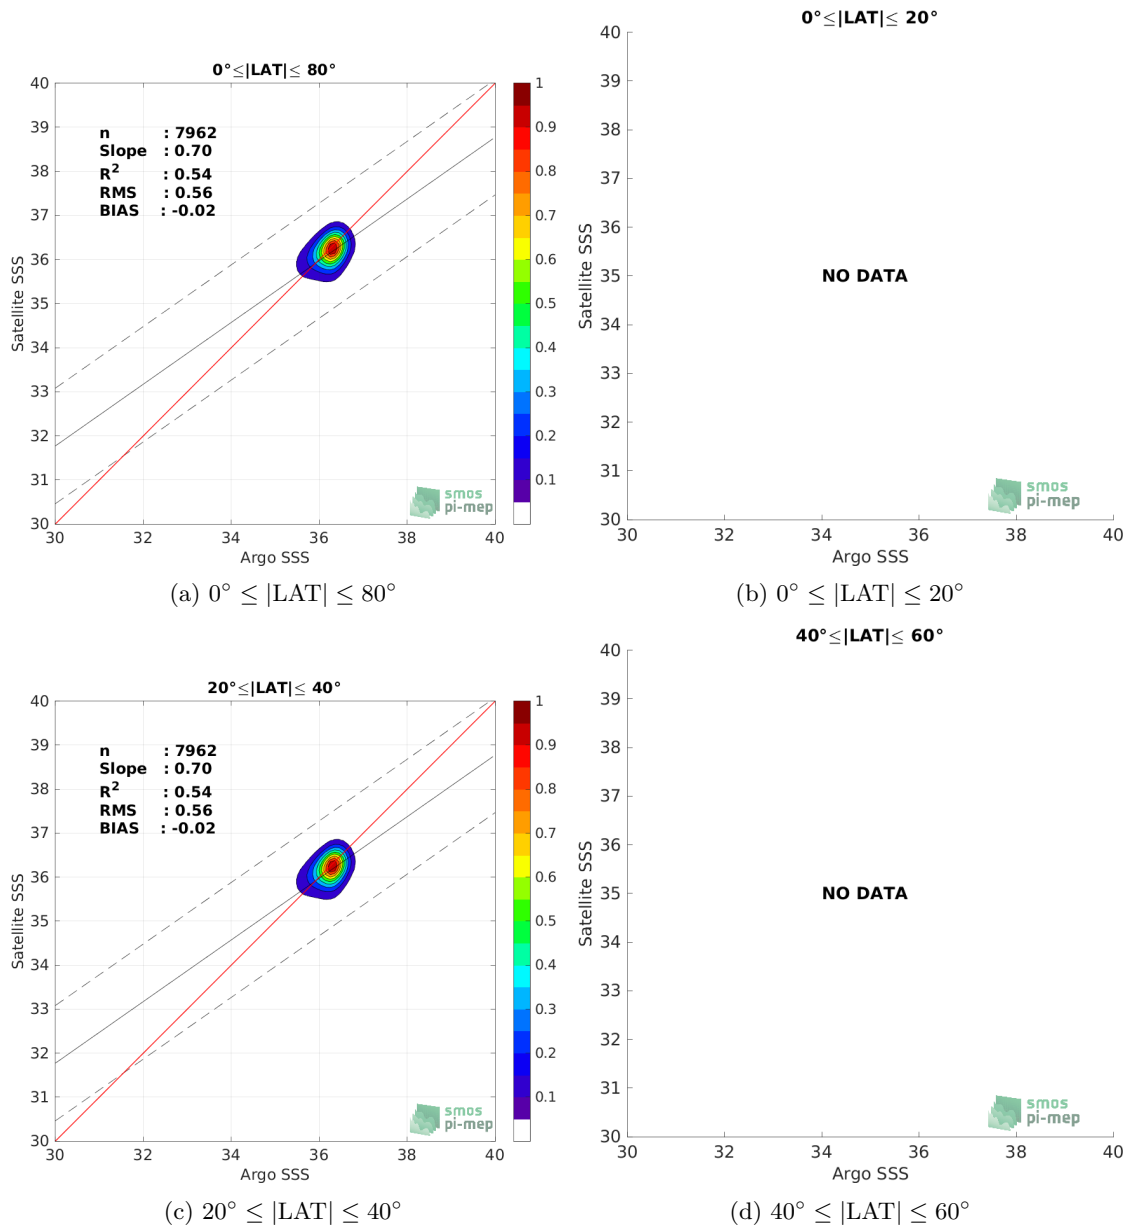 0°≤|LAT|≤ 80°
40
39
38
37
36
35
34
33
32
31
30
Satellite SSS
n : 7962
Slope : 0.70
R² : 0.54
RMS : 0.56
BIAS : -0.02
30 32 34 36 38 40
Argo SSS
1
0.9
0.8
0.7
0.6
0.5
0.4
0.3
0.2
0.1
smos
pi-mep
(a) 0° ≤ |LAT| ≤ 80°
0°≤|LAT|≤ 20°
40
39
38
37
36
35
34
33
32
31
30
Satellite SSS
NO DATA
smos
pi-mep
30 32 34 36 38 40
Argo SSS
(b) 0° ≤ |LAT| ≤ 20°
20°≤|LAT|≤ 40°
40
39
38
37
36
35
34
33
32
31
30
Satellite SSS
n : 7962
Slope : 0.70
R² : 0.54
RMS : 0.56
BIAS : -0.02
30 32 34 36 38 40
Argo SSS
1
0.9
0.8
0.7
0.6
0.5
0.4
0.3
0.2
0.1
smos
pi-mep
(c) 20° ≤ |LAT| ≤ 40°
40°≤|LAT|≤ 60°
40
39
38
37
36
35
34
33
32
31
30
Satellite SSS
NO DATA
smos
pi-mep
30 32 34 36 38 40
Argo SSS
(d) 40° ≤ |LAT| ≤ 60°